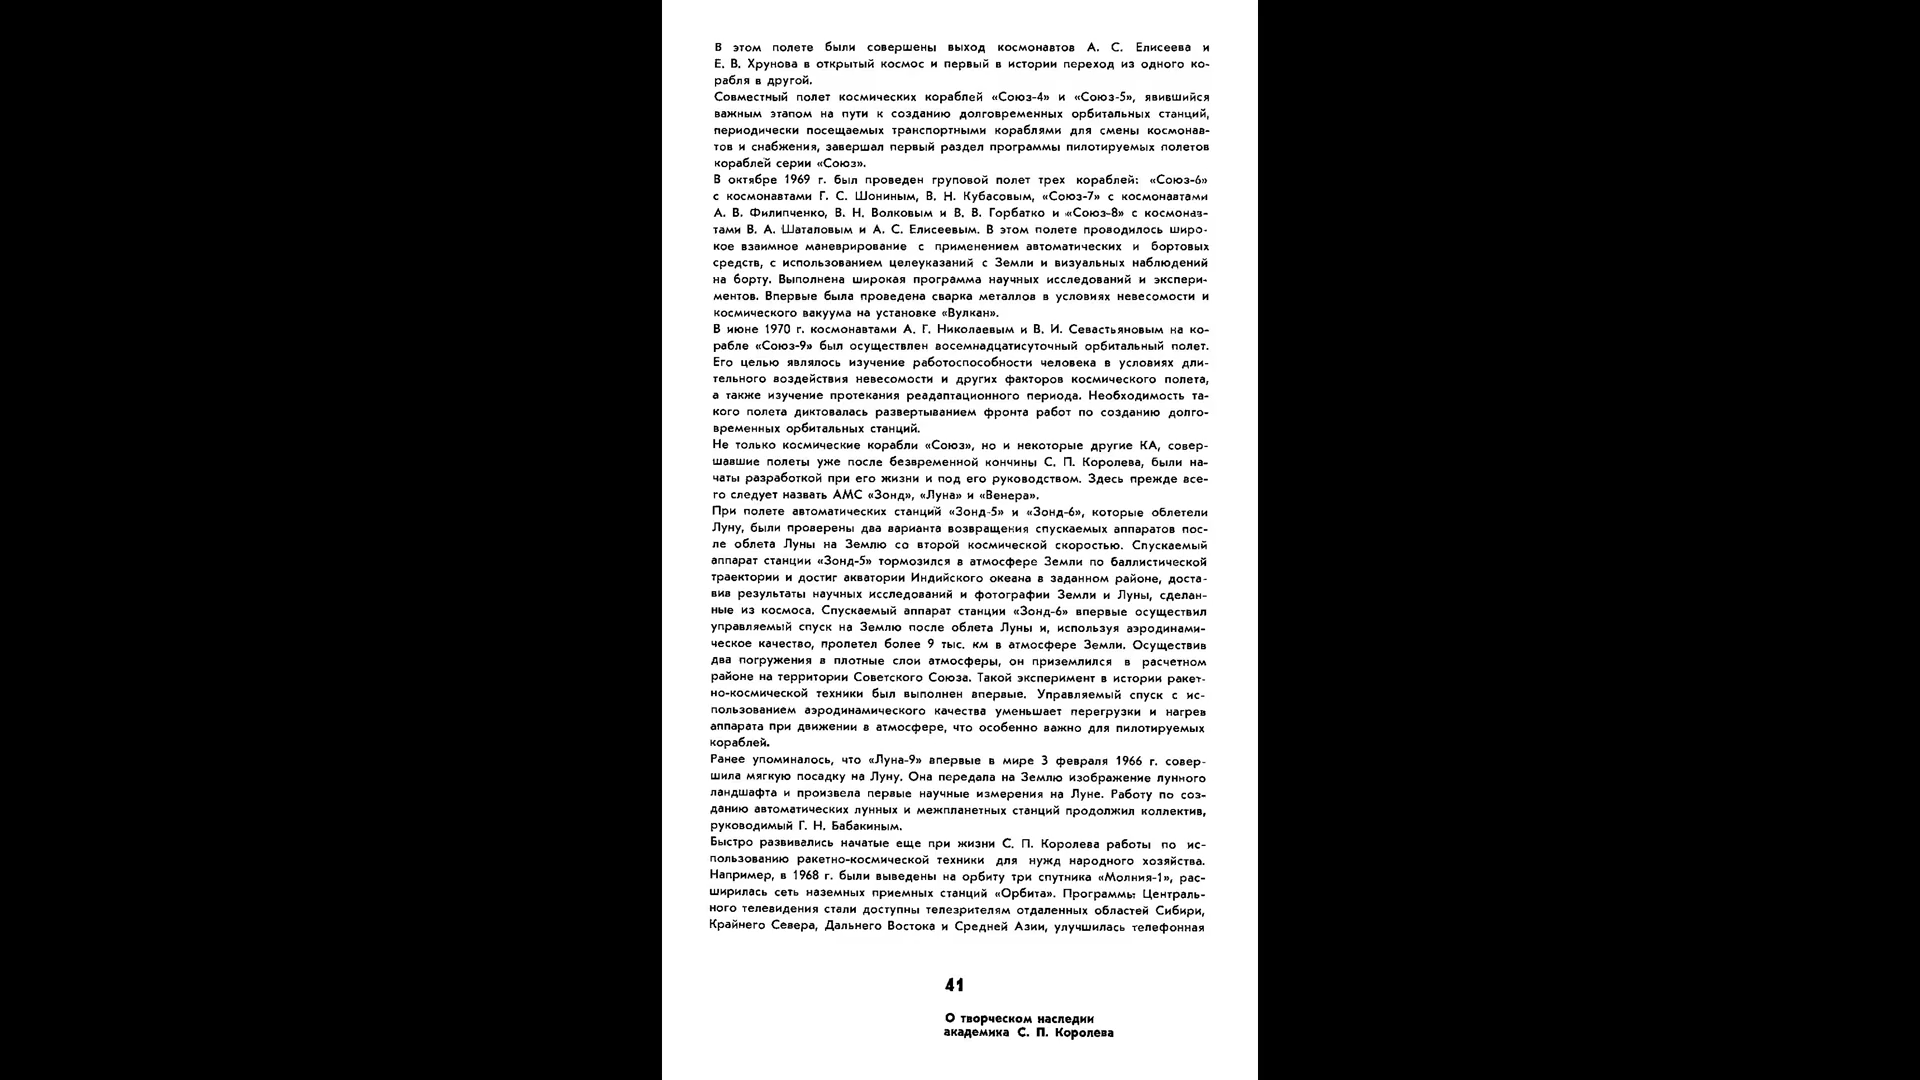 В этом полете были совершены выход космонавтов А. С. Елисеева и
Е. В. Хрунова в открытый космос и первый в истории переход из одного ко-
рабля в другой.
Совместный полет космических кораблей «Союз-4» и «Союз-5», явившийся
важным этапом на пути к созданию долговременных орбитальных станций,
периодически посещаемых транспортными кораблями для смены космонав-
тов и снабжения, завершал первый раздел программы пилотируемых полетов
кораблей серии «Союз».
В октябре 1969 г. был проведен груповой полет трех кораблей: «Союз-6»
с космонавтами Г. С. Шониным, В. Н. Кубасовым, «Союз-7» с космонавтами
А. В. Филипченко, В. Н. Волковым и В. В. Горбатко и «Союз-8» с космонав-
тами В. А. Шаталовым и А. С. Елисеевым. В этом полете проводилось широ-
кое взаимное маневрирование с применением автоматических и бортовых
средств, с использованием целеуказаний с Земли и визуальных наблюдений
на борту. Выполнена широкая программа научных исследований и экспери-
ментов. Впервые была проведена сварка металлов в условиях невесомости и
космического вакуума на установке «Вулкан».
В июне 1970 г. космонавтами А. Г. Николаевым и В. И. Севастьяновым на ко-
рабле «Союз-9» был осуществлен восемнадцатисуточный орбитальный полет.
Его целью являлось изучение работоспособности человека в условиях дли-
тельного воздействия невесомости и других факторов космического полета,
а также изучение протекания реадаптационного периода. Необходимость та-
кого полета диктовалась развертыванием фронта работ по созданию долго-
временных орбитальных станций.
Не только космические корабли «Союз», но и некоторые другие КА, совер-
шавшие полеты уже после безвременной кончины С. П. Королева, были на-
чаты разработкой при его жизни и под его руководством. Здесь прежде все-
го следует назвать АМС «Зонд», «Луна» и «Венера».
При полете автоматических станций «Зонд-5» и «Зонд-6», которые облетели
Луну, были проверены два варианта возвращения спускаемых аппаратов пос-
ле облета Луны на Землю со второй космической скоростью. Спускаемый
аппарат станции «Зонд-5» тормозился в атмосфере Земли по баллистической
траектории и достиг акватории Индийского океана в заданном районе, доста-
вив результаты научных исследований и фотографии Земли и Луны, сделан-
ные из космоса. Спускаемый аппарат станции «Зонд-6» впервые осуществил
управляемый спуск на Землю после облета Луны и, используя аэродинами-
ческое качество, пролетел более 9 тыс. км в атмосфере Земли. Осуществив
два погружения в плотные слои атмосферы, он приземлился в расчетном
районе на территории Советского Союза. Такой эксперимент в истории ракет-
но-космической техники был выполнен впервые. Управляемый спуск с ис-
пользованием аэродинамического качества уменьшает перегрузки и нагрев
аппарата при движении в атмосфере, что особенно важно для пилотируемых
кораблей.
Ранее упоминалось, что «Луна-9» впервые в мире 3 февраля 1966 г. совер-
шила мягкую посадку на Луну. Она передала на Землю изображение лунного
ландшафта и произвела первые научные измерения на Луне. Работу по соз-
данию автоматических лунных и межпланетных станций продолжил коллектив,
руководимый Г. Н. Бабакиным.
Быстро развивались начатые еще при жизни С. П. Королева работы по ис-
пользованию ракетно-космической техники для нужд народного хозяйства.
Например, в 1968 г. были выведены на орбиту три спутника «Молния-1», рас-
ширилась сеть наземных приемных станций «Орбита». Программы Централь-
ного телевидения стали доступны телезрителям отдаленных областей Сибири,
Крайнего Севера, Дальнего Востока и Средней Азии, улучшилась телефонная
41
О творческом наследии
академика С. П. Королева